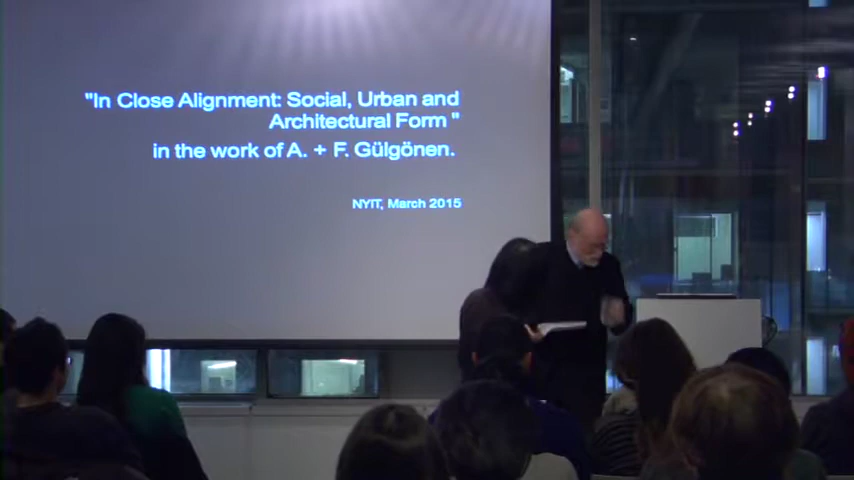 "In Close Alignment: Social, Urban and
Architectural Form "
in the work of A. + F. Gülgönen.
NYIT, March 2015